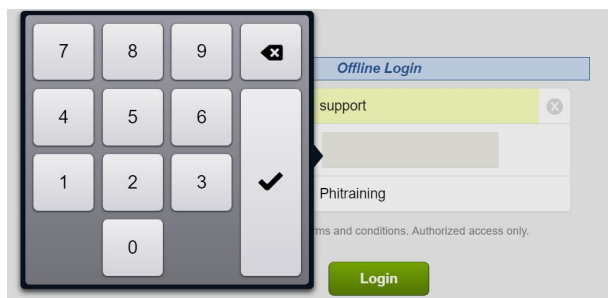 7 8 9
4 5 6
1 2 3
0
Offline Login
support
Phitraining
ms and conditions. Authorized access only.
Login